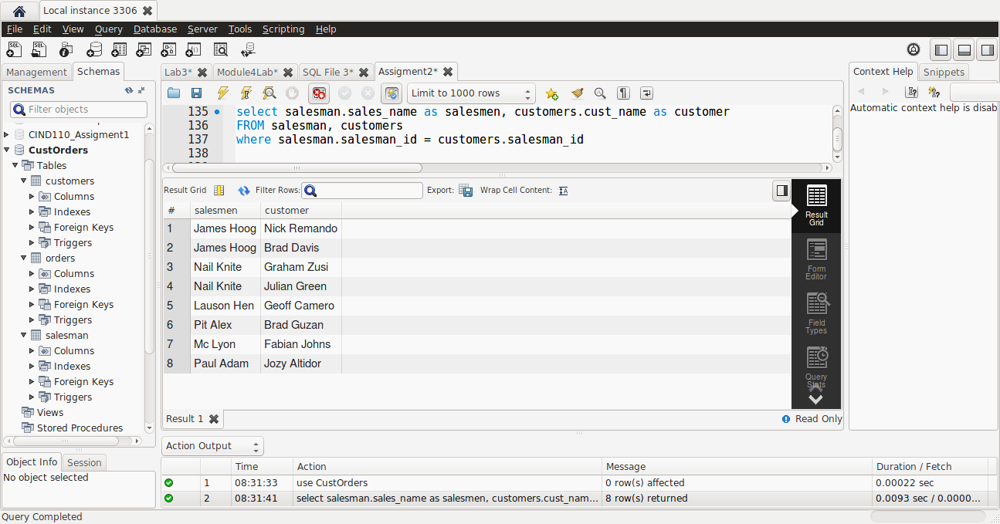 Local instance 3306
File Edit View Query Database Server Tools Scripting Help
Management Schemas
Lab3* Module4Lab* SQL File 3* Assigment2*
Context Help Snippets
SCHEMAS
Filter objects
CIND110_Assigment1
CustOrders
Tables
customers
Columns
Indexes
Foreign Keys
Triggers
orders
Columns
Indexes
Foreign Keys
Triggers
salesman
Columns
Indexes
Foreign Keys
Triggers
Views
Stored Procedures
Object Info Session
No object selected
Limit to 1000 rows
135 select salesman.sales_name as salesmen, customers.cust_name as customer
136 FROM salesman, customers
137 where salesman.salesman_id = customers.salesman_id
138
Result Grid Filter Rows: Export: Wrap Cell Content:
# salesmen customer
1 James Hoog Nick Remando
2 James Hoog Brad Davis
3 Nail Knite Graham Zusi
4 Nail Knite Julian Green
5 Lauson Hen Geoff Camero
6 Pit Alex Brad Guzan
7 Mc Lyon Fabian Johns
8 Paul Adam Jozy Altidor
Result
Grid
Form
Editor
Field
Types
Query
Stats
Result 1
Read Only
Automatic context help is disab
Action Output
Time Action Message Duration / Fetch
1 08:31:33 use CustOrders 0 row(s) affected 0.00022 sec
2 08:31:41 select salesman.sales_name as salesmen, customers.cust_nam... 8 row(s) returned 0.0093 sec / 0.0000...
Query Completed